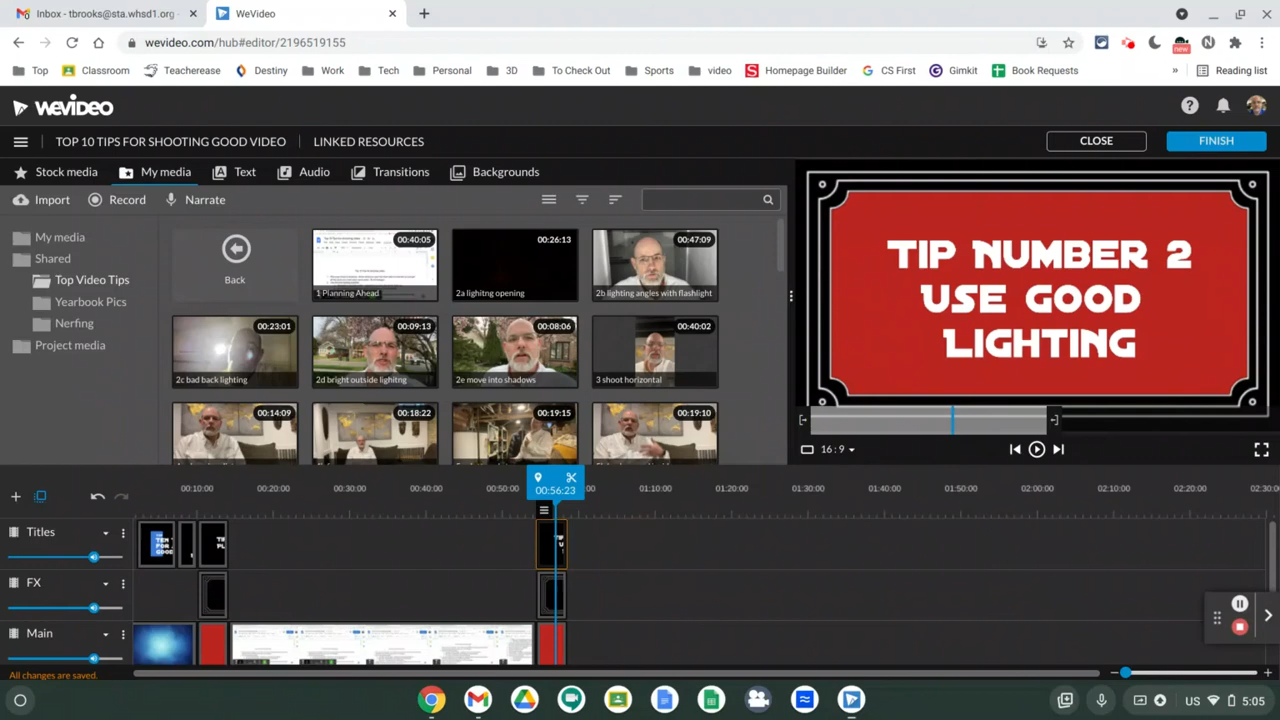 Inbox - tbrooks@sta.whsd1.org
WeVideo
wevideo.com/hub#editor/2196519155
new
Top
Classroom
Teacherease
Destiny
Work
Tech
Personal
3D
To Check Out
Sports
video
Homepage Builder
CS First
Gimkit
Book Requests
»
Reading list
WEVIDEO
TOP 10 TIPS FOR SHOOTING GOOD VIDEO
LINKED RESOURCES
CLOSE
FINISH
Stock media
My media
Text
Audio
Transitions
Backgrounds
Import
Record
Narrate
My media
Shared
Top Video Tips
Yearbook Pics
Nerfing
Project media
Back
00:40:05
1 Planning Ahead
00:26:13
2a lighitng opening
00:47:09
2b lighting angles with flashlight
00:23:01
2c bad back lighting
00:09:13
2d bright outside lighitng
00:08:06
2e move into shadows
00:40:02
3 shoot horizontal
00:14:09
00:18:22
00:19:15
00:19:10
TIP NUMBER 2
USE GOOD
LIGHTING
16:9
00:10:00
00:20:00
00:30:00
00:40:00
00:50:00
00:56:23
01:10:00
01:20:00
01:30:00
01:40:00
01:50:00
02:00:00
02:10:00
02:20:00
Titles
FX
Main
All changes are saved.
US
5:05